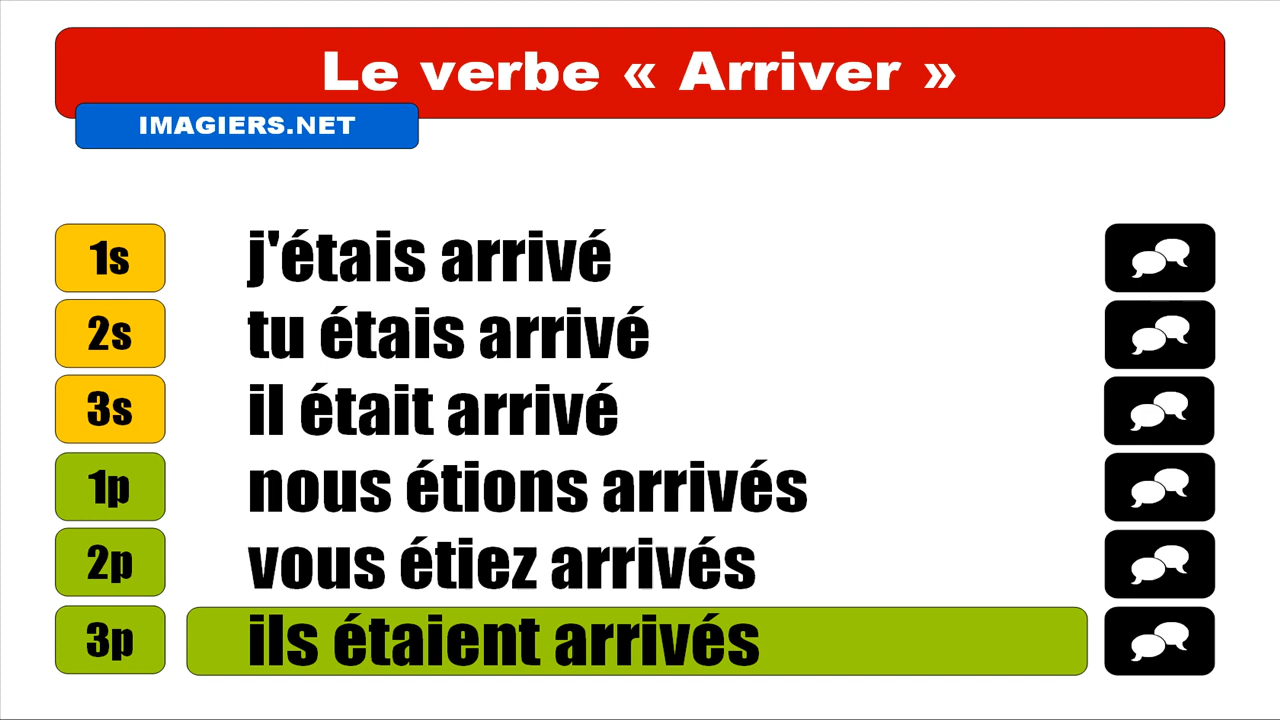 Le verbe « Arriver »
IMAGIERS.NET
1s j'étais arrivé
2s tu étais arrivé
3s il était arrivé
1p nous étions arrivés
2p vous étiez arrivés
3p ils étaient arrivés